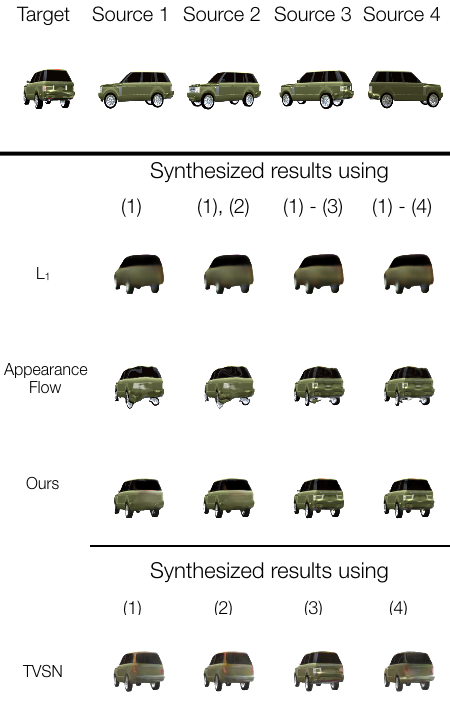 Target Source 1 Source 2 Source 3 Source 4
Synthesized results using
(1) (1), (2) (1) - (3) (1) - (4)
L₁
Appearance
Flow
Ours
Synthesized results using
(1) (2) (3) (4)
TVSN